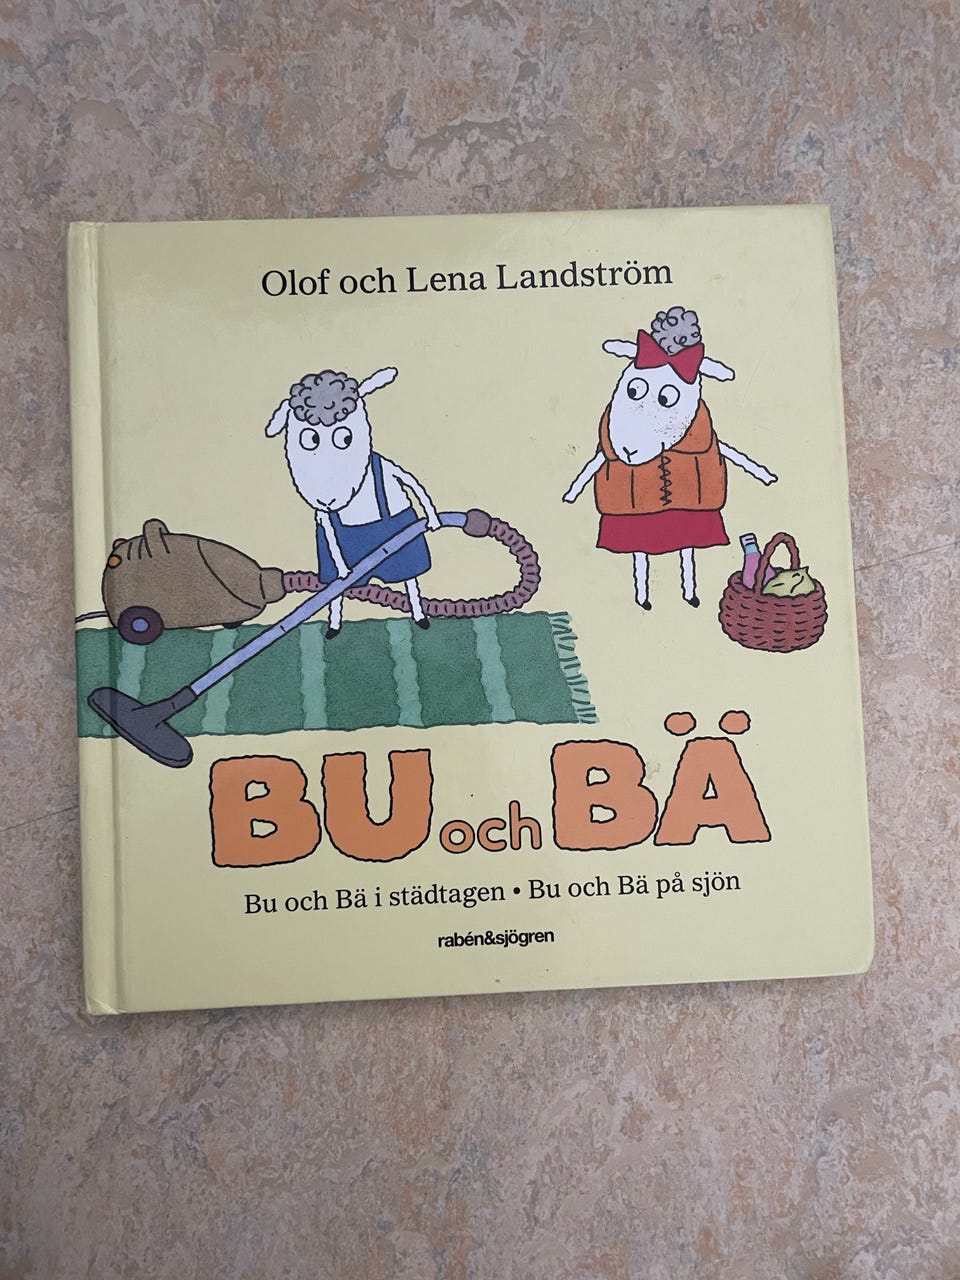 Olof och Lena Landström
BU och BÄ
Bu och Bä i städtagen • Bu och Bä på sjön
rabén&sjögren